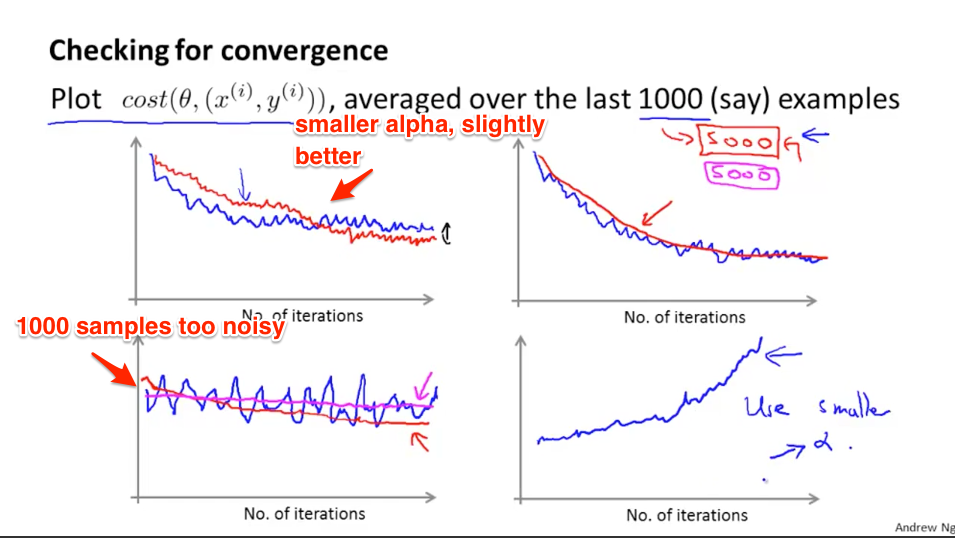 Checking for convergence
Plot cost(θ, (x^{(i)}, y^{(i)})), averaged over the last 1000 (say) examples
smaller alpha, slightly
better
5000
5000
No. of iterations
No. of iterations
1000 samples too noisy
Use smaller
α.
No. of iterations
No. of iterations
Andrew Ng